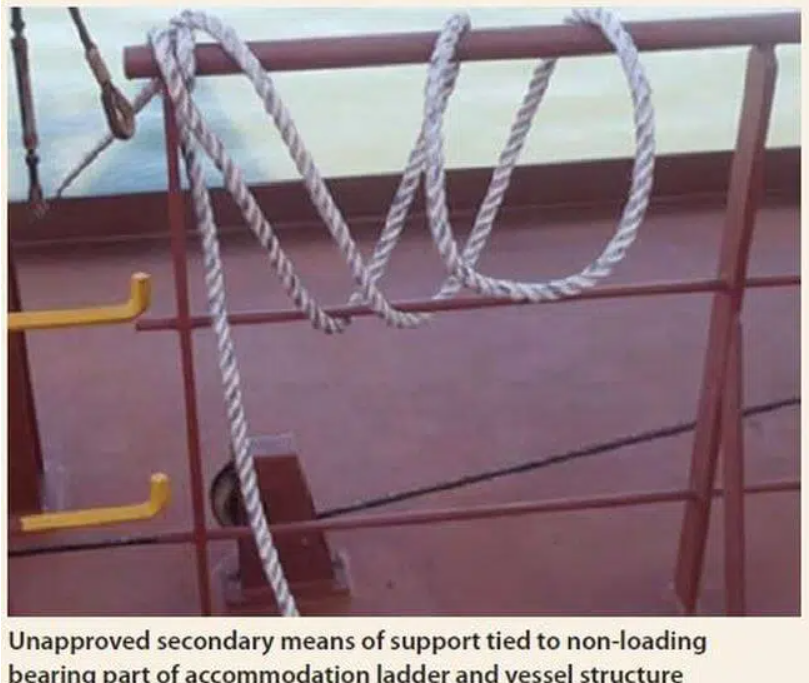 Unapproved secondary means of support tied to non-loading
bearing part of accommodation ladder and vessel structure